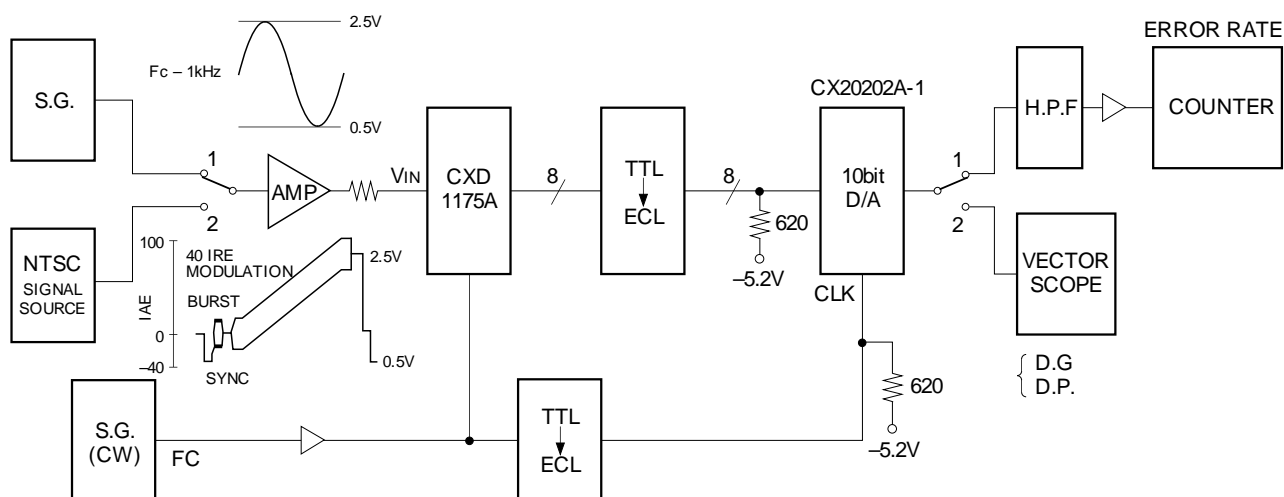 2.5V
Fc – 1kHz
0.5V
S.G.
1
2
AMP
VIN
CXD
1175A
8
TTL
ECL
8
620
–5.2V
CX20202A-1
10bit
D/A
CLK
1
2
H.P.F
ERROR RATE
COUNTER
VECTOR
SCOPE
D.G
D.P.
NTSC
SIGNAL
SOURCE
100
IAE
0
–40
40 IRE
MODULATION
BURST
SYNC
2.5V
0.5V
620
–5.2V
S.G.
(CW)
FC
TTL
ECL